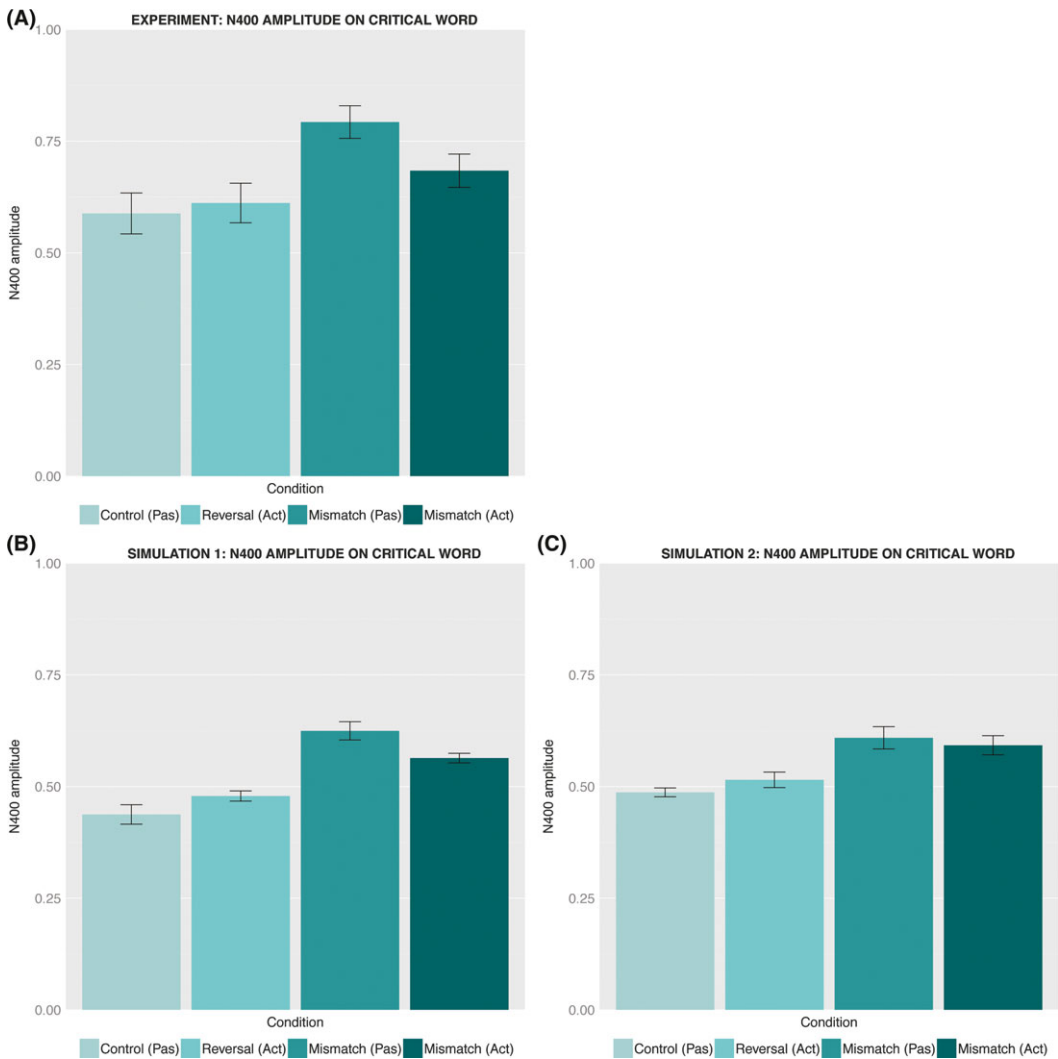 (A)
EXPERIMENT: N400 AMPLITUDE ON CRITICAL WORD
1.00
0.75
0.50
0.25
0.00
N400 amplitude
Condition
Control (Pas) Reversal (Act) Mismatch (Pas) Mismatch (Act)
(B)
SIMULATION 1: N400 AMPLITUDE ON CRITICAL WORD
1.00
0.75
0.50
0.25
0.00
N400 amplitude
Condition
Control (Pas) Reversal (Act) Mismatch (Pas) Mismatch (Act)
(C)
SIMULATION 2: N400 AMPLITUDE ON CRITICAL WORD
1.00
0.75
0.50
0.25
0.00
N400 amplitude
Condition
Control (Pas) Reversal (Act) Mismatch (Pas) Mismatch (Act)